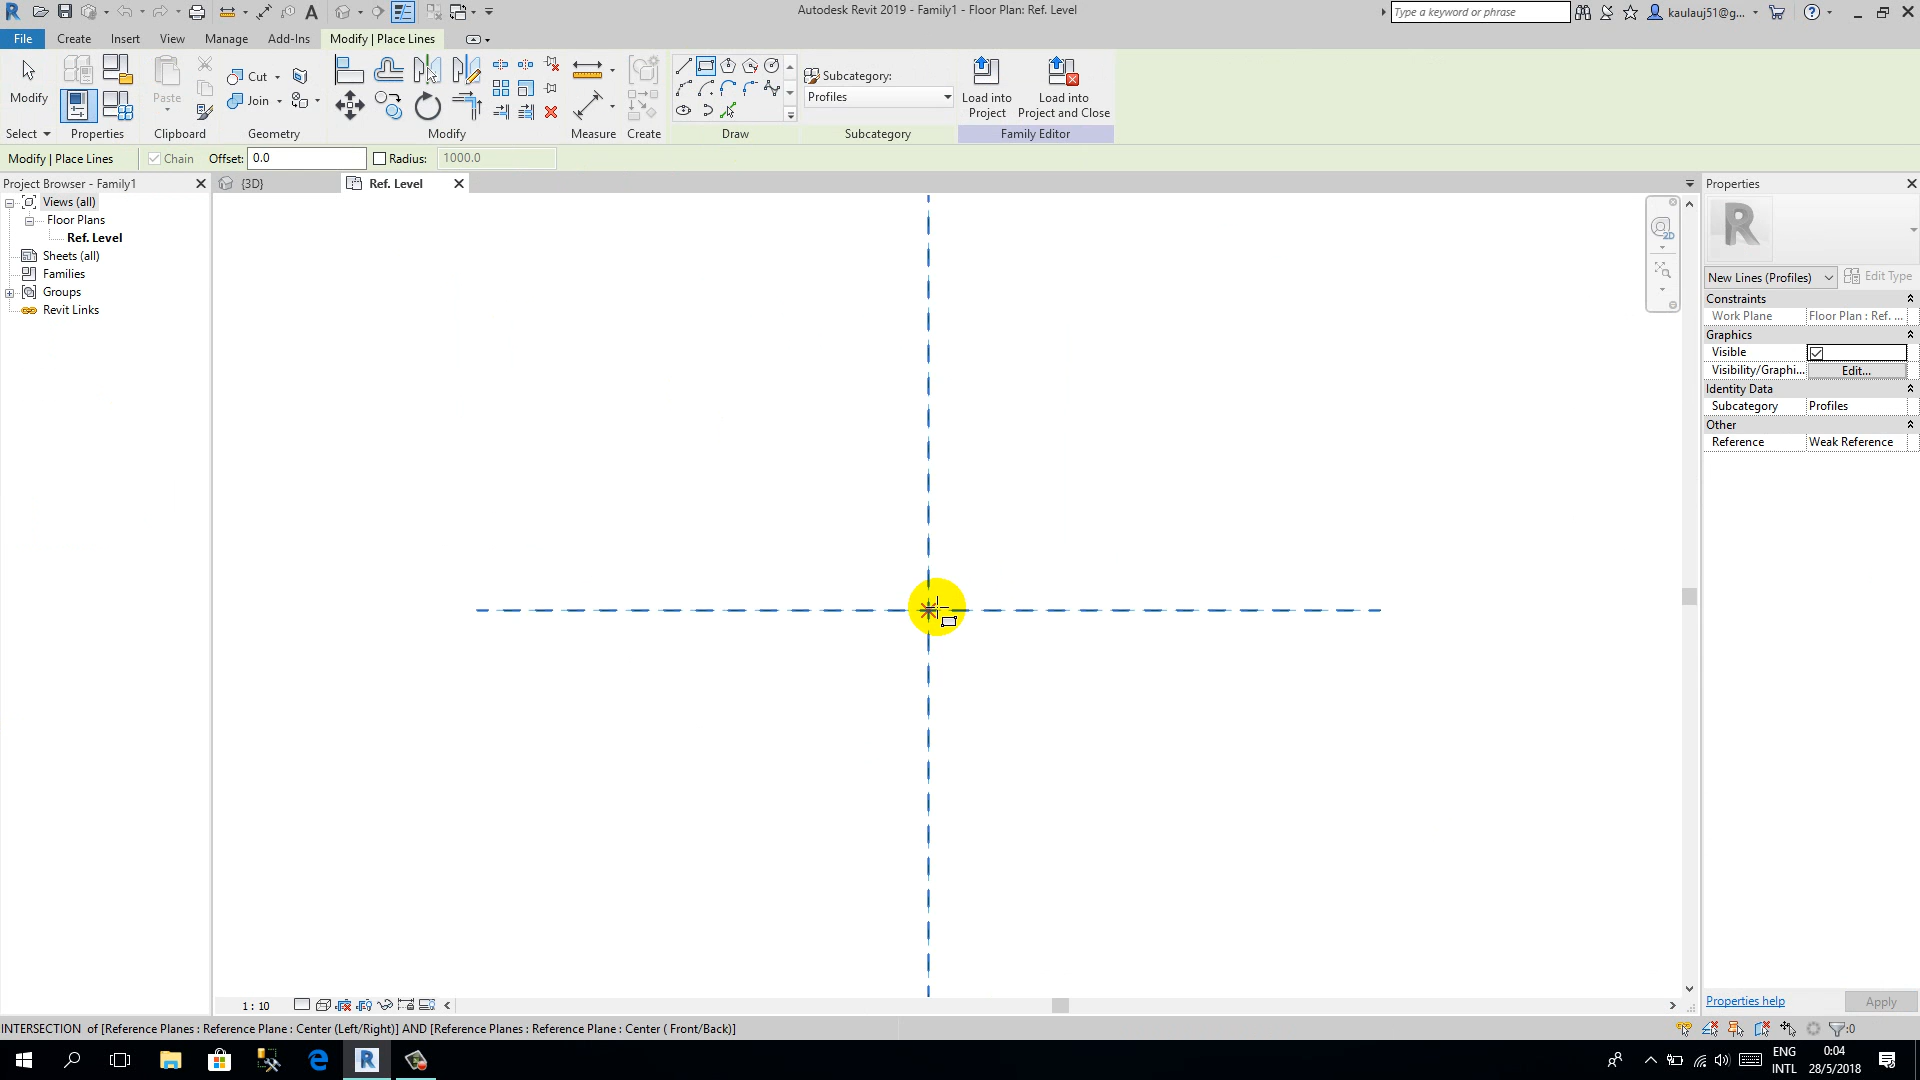 Autodesk Revit 2019 - Family1 - Floor Plan: Ref. Level
Type a keyword or phrase
kaulauj51@g...
File
Create
Insert
View
Manage
Add-Ins
Modify | Place Lines
Modify
Select
Properties
Paste
Clipboard
Cut
Join
Geometry
Modify
Measure
Create
Draw
Subcategory:
Profiles
Subcategory
Load into
Project
Load into
Project and Close
Family Editor
Modify | Place Lines
Chain
Offset:
0.0
Radius:
1000.0
Project Browser - Family1
Views (all)
Floor Plans
Ref. Level
Sheets (all)
Families
Groups
Revit Links
{3D}
Ref. Level
2D
Properties
R
New Lines (Profiles)
Edit Type
Constraints
Work Plane
Floor Plan : Ref. ...
Graphics
Visible
Visibility/Graphi...
Edit...
Identity Data
Subcategory
Profiles
Other
Reference
Weak Reference
1 : 10
Properties help
Apply
INTERSECTION of [Reference Planes : Reference Plane : Center (Left/Right)] AND [Reference Planes : Reference Plane : Center ( Front/Back)]
:0
ENG
INTL
0:04
28/5/2018